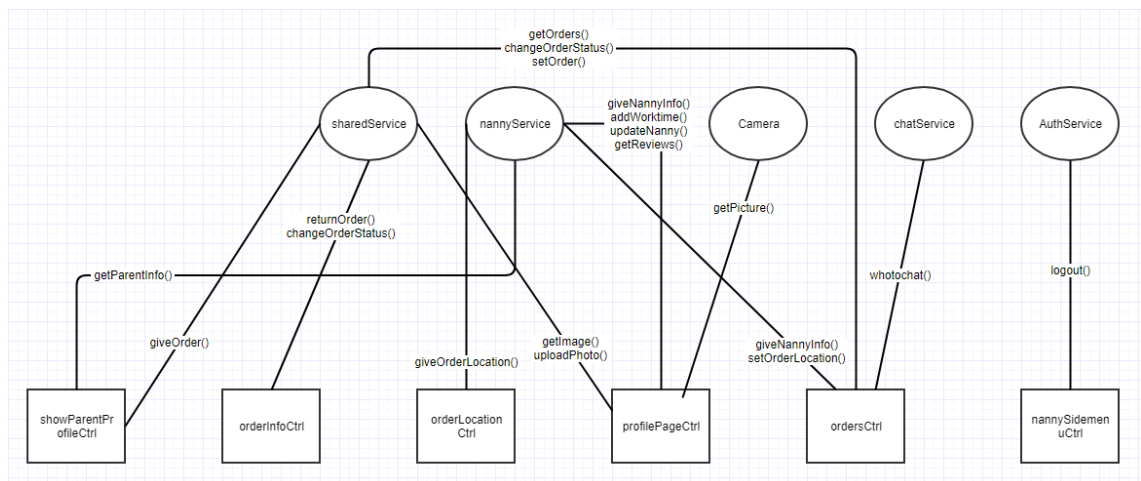 getOrders()
changeOrderStatus()
setOrder()
sharedService
nannyService
giveNannyInfo()
addWorktime()
updateNanny()
getReviews()
Camera
chatService
AuthService
returnOrder()
changeOrderStatus()
getPicture()
getParentInfo()
whotochat()
logout()
giveOrder()
giveOrderLocation()
getImage()
uploadPhoto()
giveNannyInfo()
setOrderLocation()
showParentPr
ofileCtrl
orderInfoCtrl
orderLocation
Ctrl
profilePageCtrl
ordersCtrl
nannySidemen
uCtrl